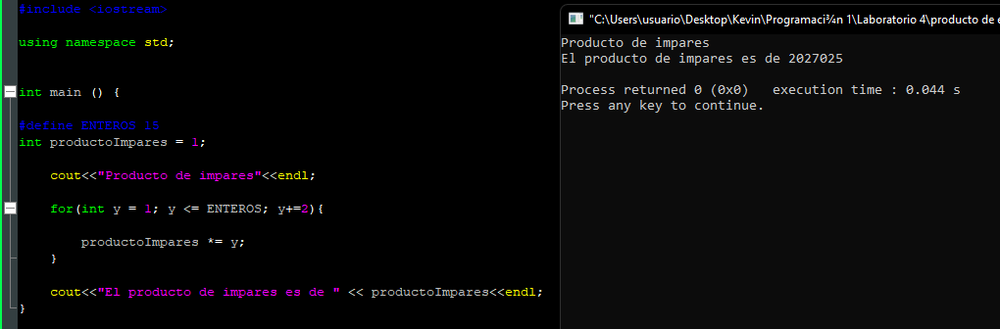 #include <iostream>
using namespace std;
int main () {
#define ENTEROS 15
int productoImpares = 1;
cout<<"Producto de impares"<<endl;
for(int y = 1; y <= ENTEROS; y+=2){
productoImpares *= y;
}
cout<<"El producto de impares es de " << productoImpares<<endl;
}
"C:\Users\usuario\Desktop\Kevin\Programaci¾n 1\Laboratorio 4\producto de e
Producto de impares
El producto de impares es de 2027025
Process returned 0 (0x0)   execution time : 0.044 s
Press any key to continue.